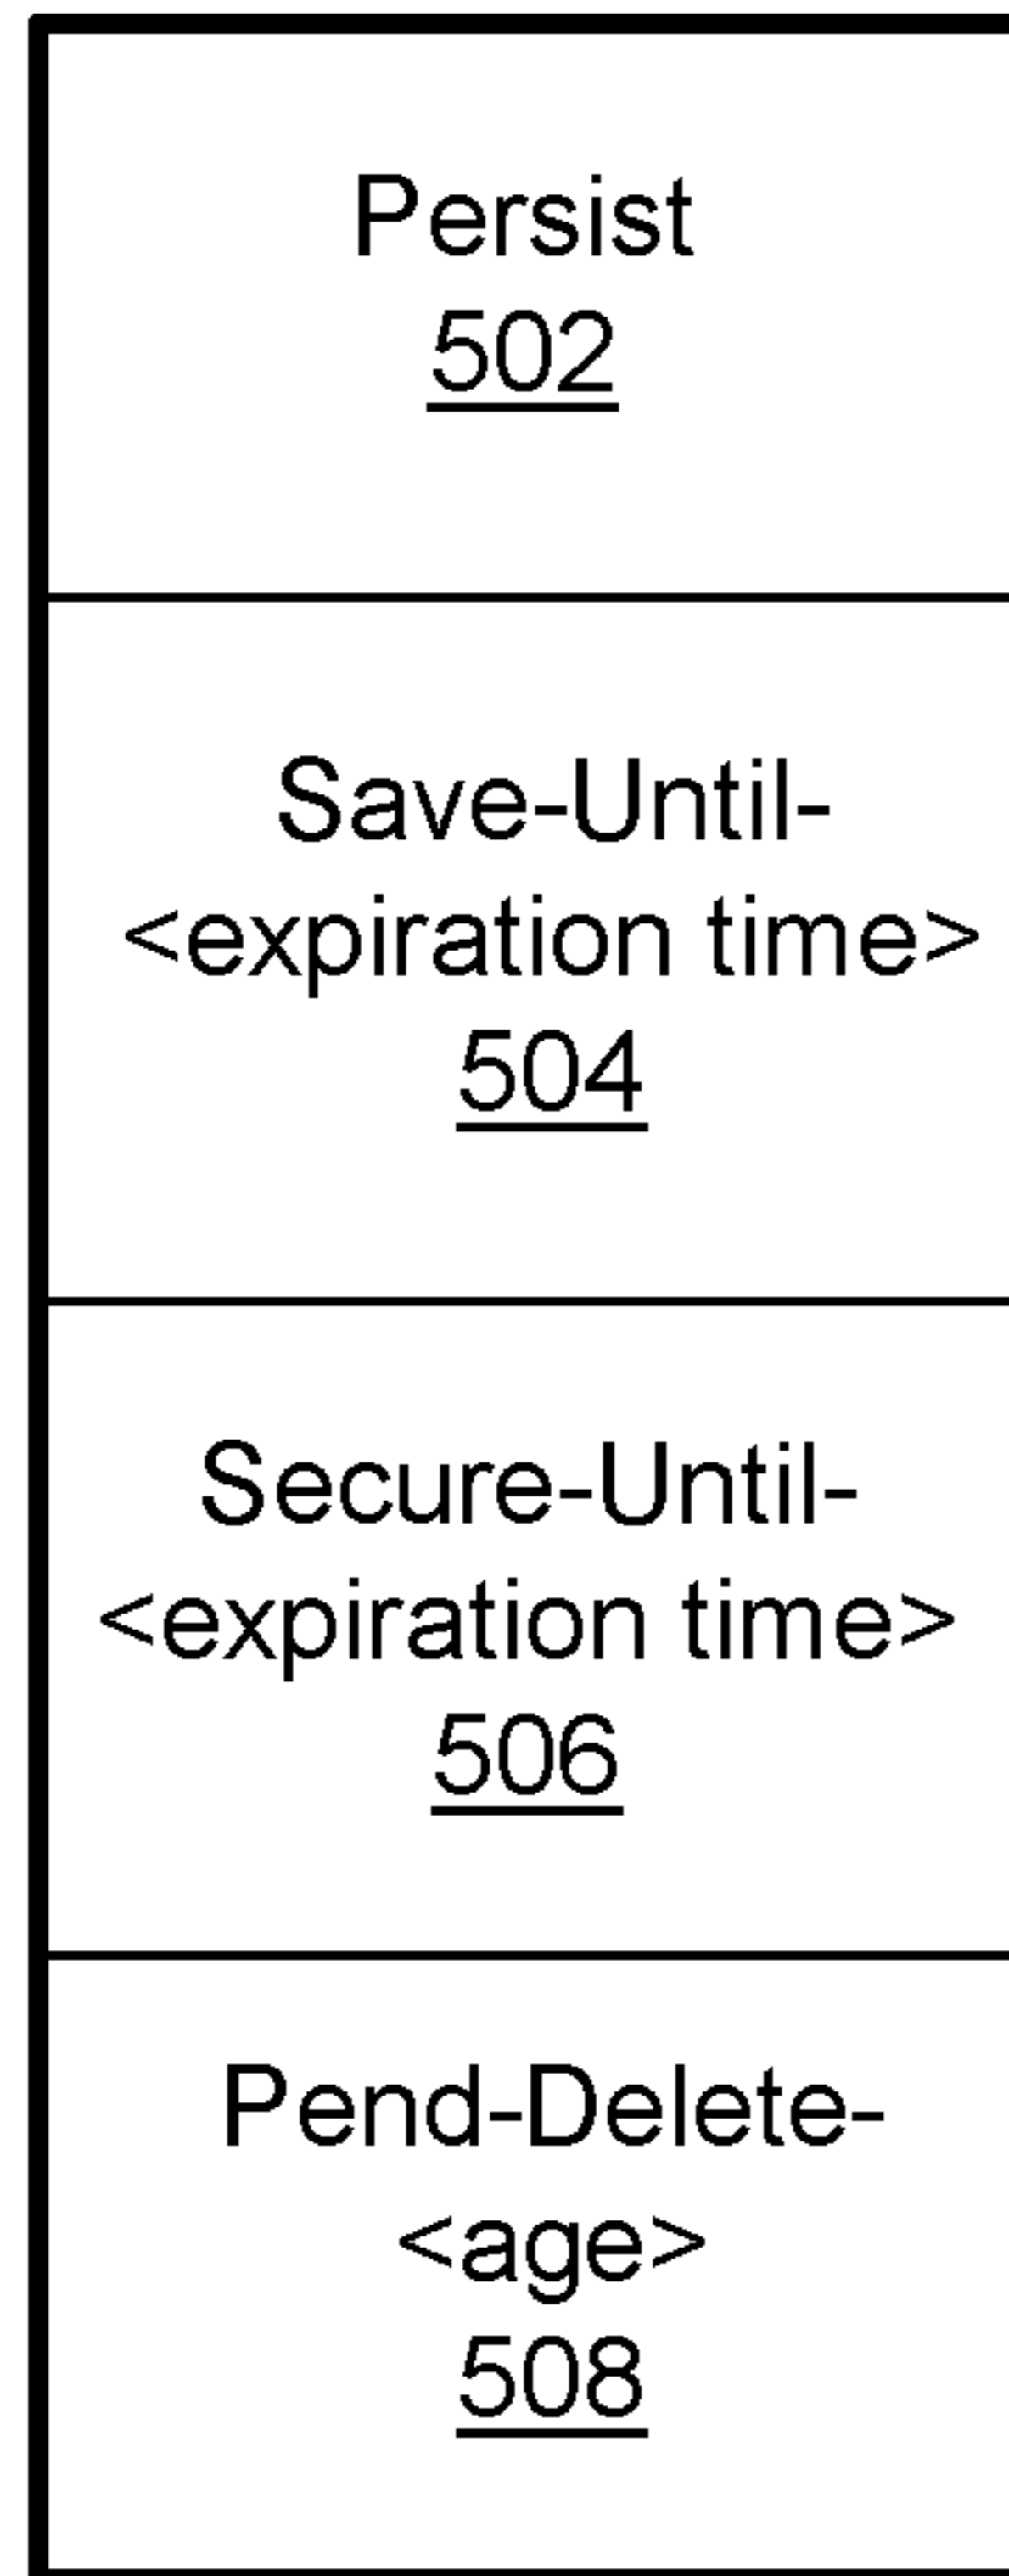 Persist
502
Save-Until-
<expiration time>
504
Secure-Until-
<expiration time>
506
Pend-Delete-
<age>
508